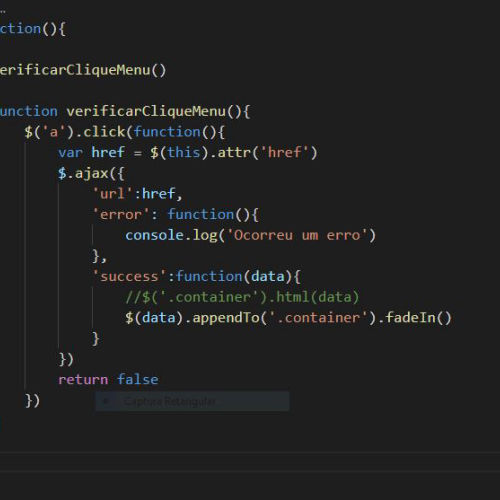 ction(){
erificarCliqueMenu()
unction verificarCliqueMenu(){
$('a').click(function(){
var href = $(this).attr('href')
$.ajax({
'url':href,
'error': function(){
console.log('Ocorreu um erro')
},
'success':function(data){
//$('.container').html(data)
$(data).appendTo('.container').fadeIn()
}
})
return false
})
Captura Retangular